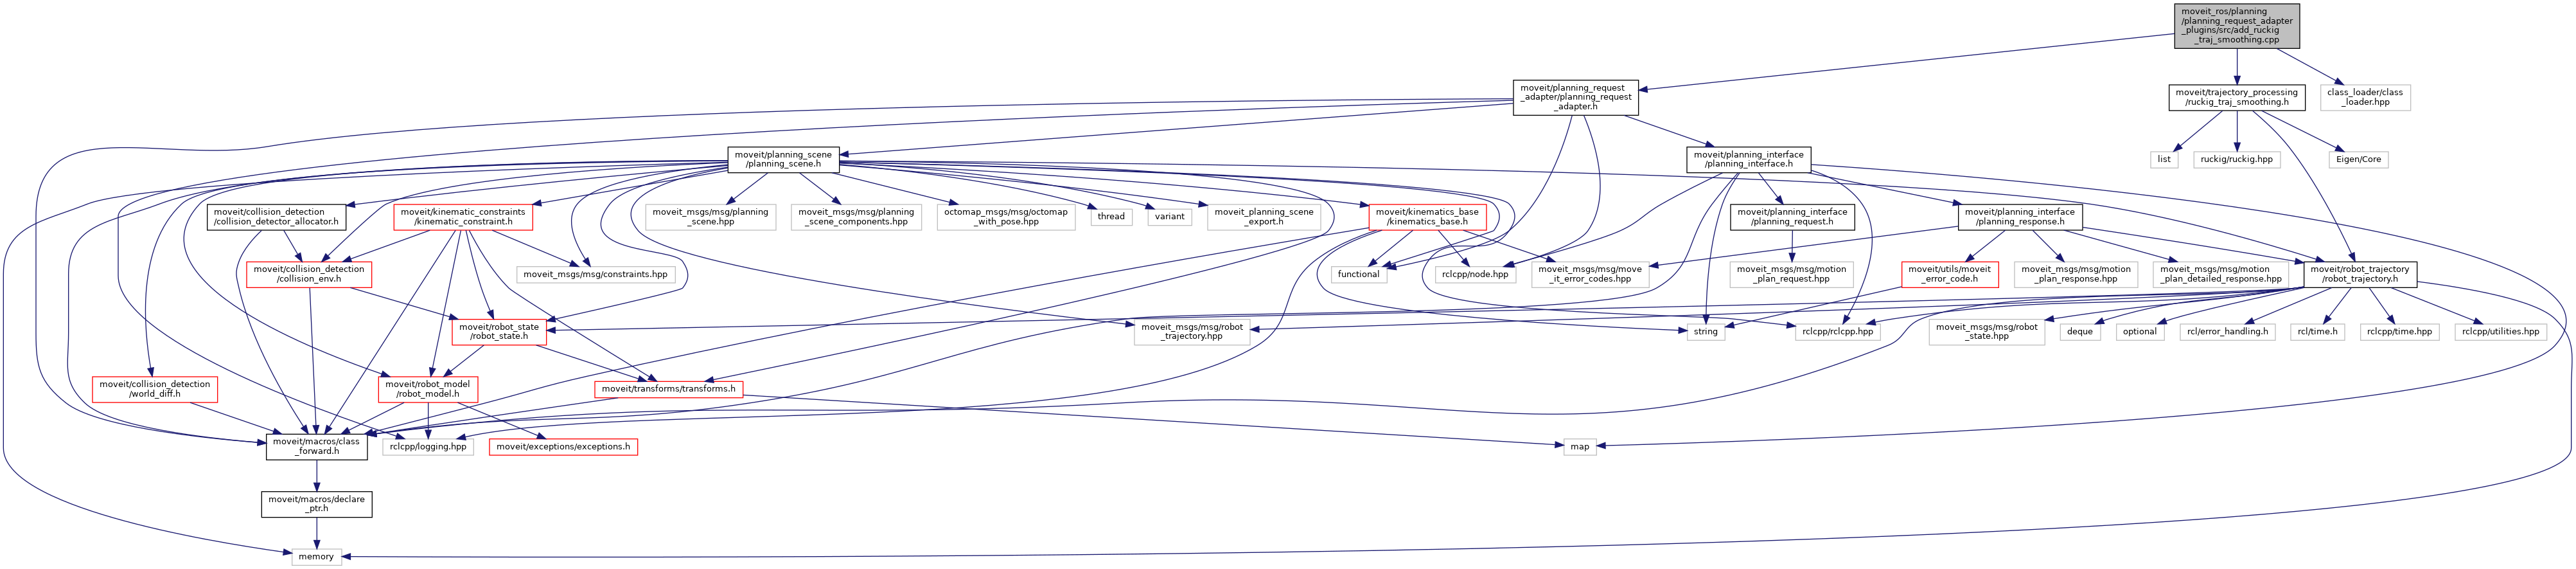 moveit_ros/planning
/planning_request_adapter
_plugins/src/add_ruckig
_traj_smoothing.cpp
moveit/planning_request
_adapter/planning_request
_adapter.h
moveit/trajectory_processing
/ruckig_traj_smoothing.h
class_loader/class
_loader.hpp
moveit/planning_scene
/planning_scene.h
moveit/planning_interface
/planning_interface.h
list
ruckig/ruckig.hpp
Eigen/Core
moveit/collision_detection
/collision_detector_allocator.h
moveit/kinematic_constraints
/kinematic_constraint.h
moveit_msgs/msg/planning
_scene.hpp
moveit_msgs/msg/planning
_scene_components.hpp
octomap_msgs/msg/octomap
_with_pose.hpp
thread
variant
moveit_planning_scene
_export.h
moveit/kinematics_base
/kinematics_base.h
moveit/planning_interface
/planning_request.h
moveit/planning_interface
/planning_response.h
moveit/collision_detection
/collision_env.h
moveit_msgs/msg/constraints.hpp
functional
rclcpp/node.hpp
moveit_msgs/msg/move
_it_error_codes.hpp
moveit_msgs/msg/motion
_plan_request.hpp
moveit/utils/moveit
_error_code.h
moveit_msgs/msg/motion
_plan_response.hpp
moveit_msgs/msg/motion
_plan_detailed_response.hpp
moveit/robot_trajectory
/robot_trajectory.h
moveit/robot_state
/robot_state.h
moveit_msgs/msg/robot
_trajectory.hpp
string
rclcpp/rclcpp.hpp
moveit_msgs/msg/robot
_state.hpp
deque
optional
rcl/error_handling.h
rcl/time.h
rclcpp/time.hpp
rclcpp/utilities.hpp
moveit/collision_detection
/world_diff.h
moveit/robot_model
/robot_model.h
moveit/transforms/transforms.h
moveit/macros/class
_forward.h
rclcpp/logging.hpp
moveit/exceptions/exceptions.h
map
moveit/macros/declare
_ptr.h
memory